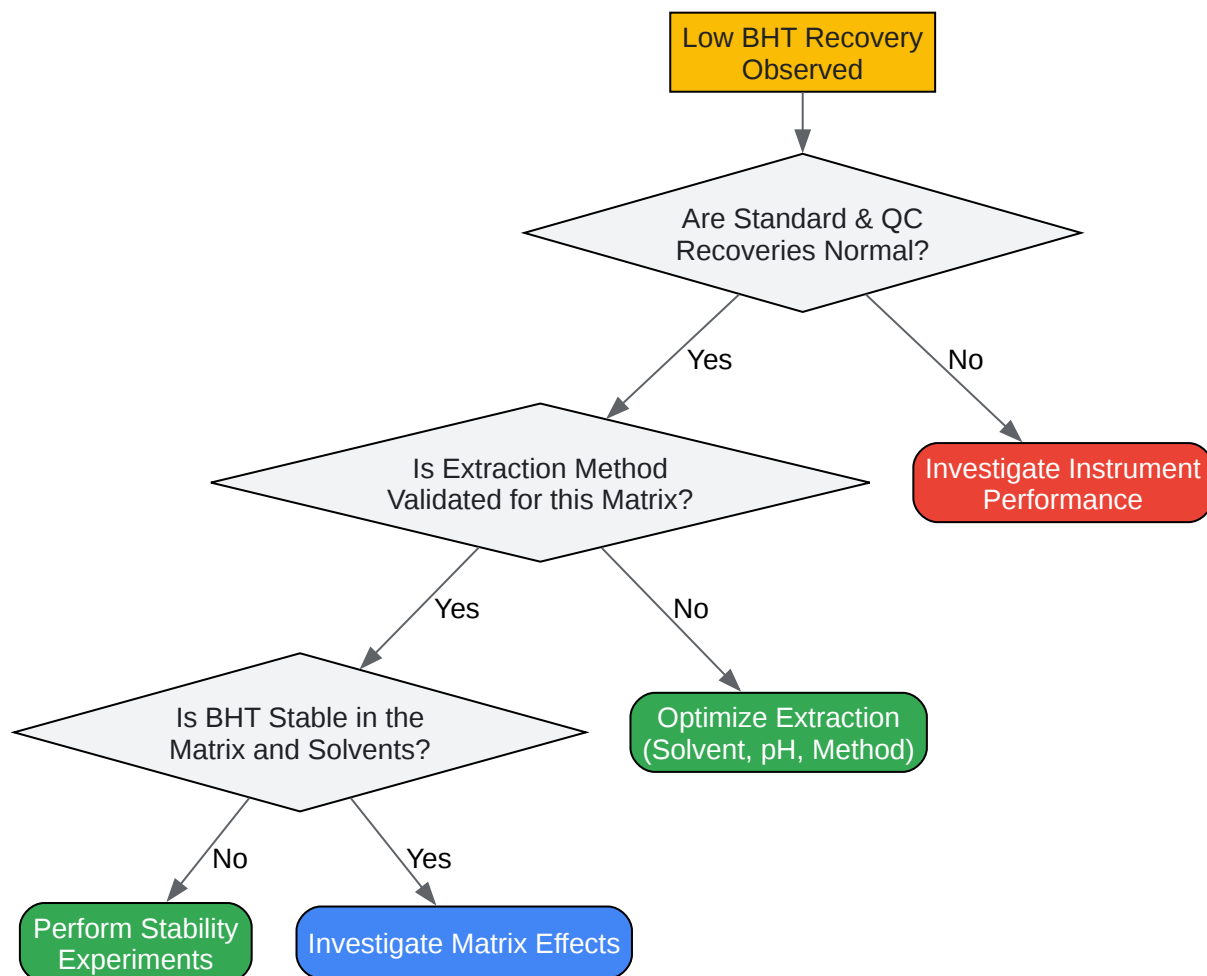 Low BHT Recovery
Observed
Are Standard & QC
Recoveries Normal?
Yes
No
Is Extraction Method
Validated for this Matrix?
Investigate Instrument
Performance
Yes
No
Is BHT Stable in the
Matrix and Solvents?
Optimize Extraction
(Solvent, pH, Method)
No
Yes
Perform Stability
Experiments
Investigate Matrix Effects